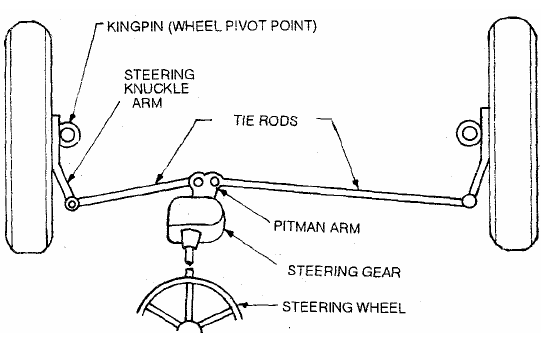 KINGPIN (WHEEL PIVOT POINT)
STEERING
KNUCKLE
ARM
TIE RODS
PITMAN ARM
STEERING GEAR
STEERING WHEEL